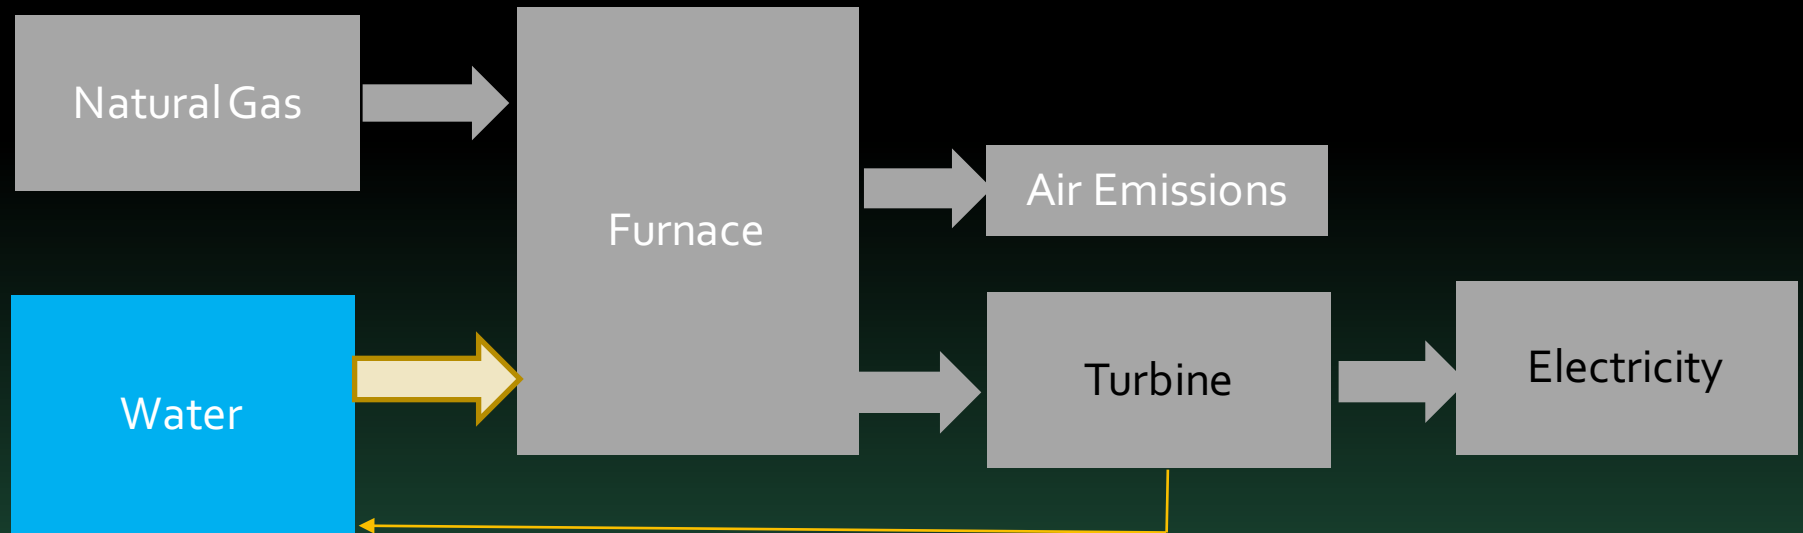 Natural Gas
Furnace
Air Emissions
Water
Turbine
Electricity